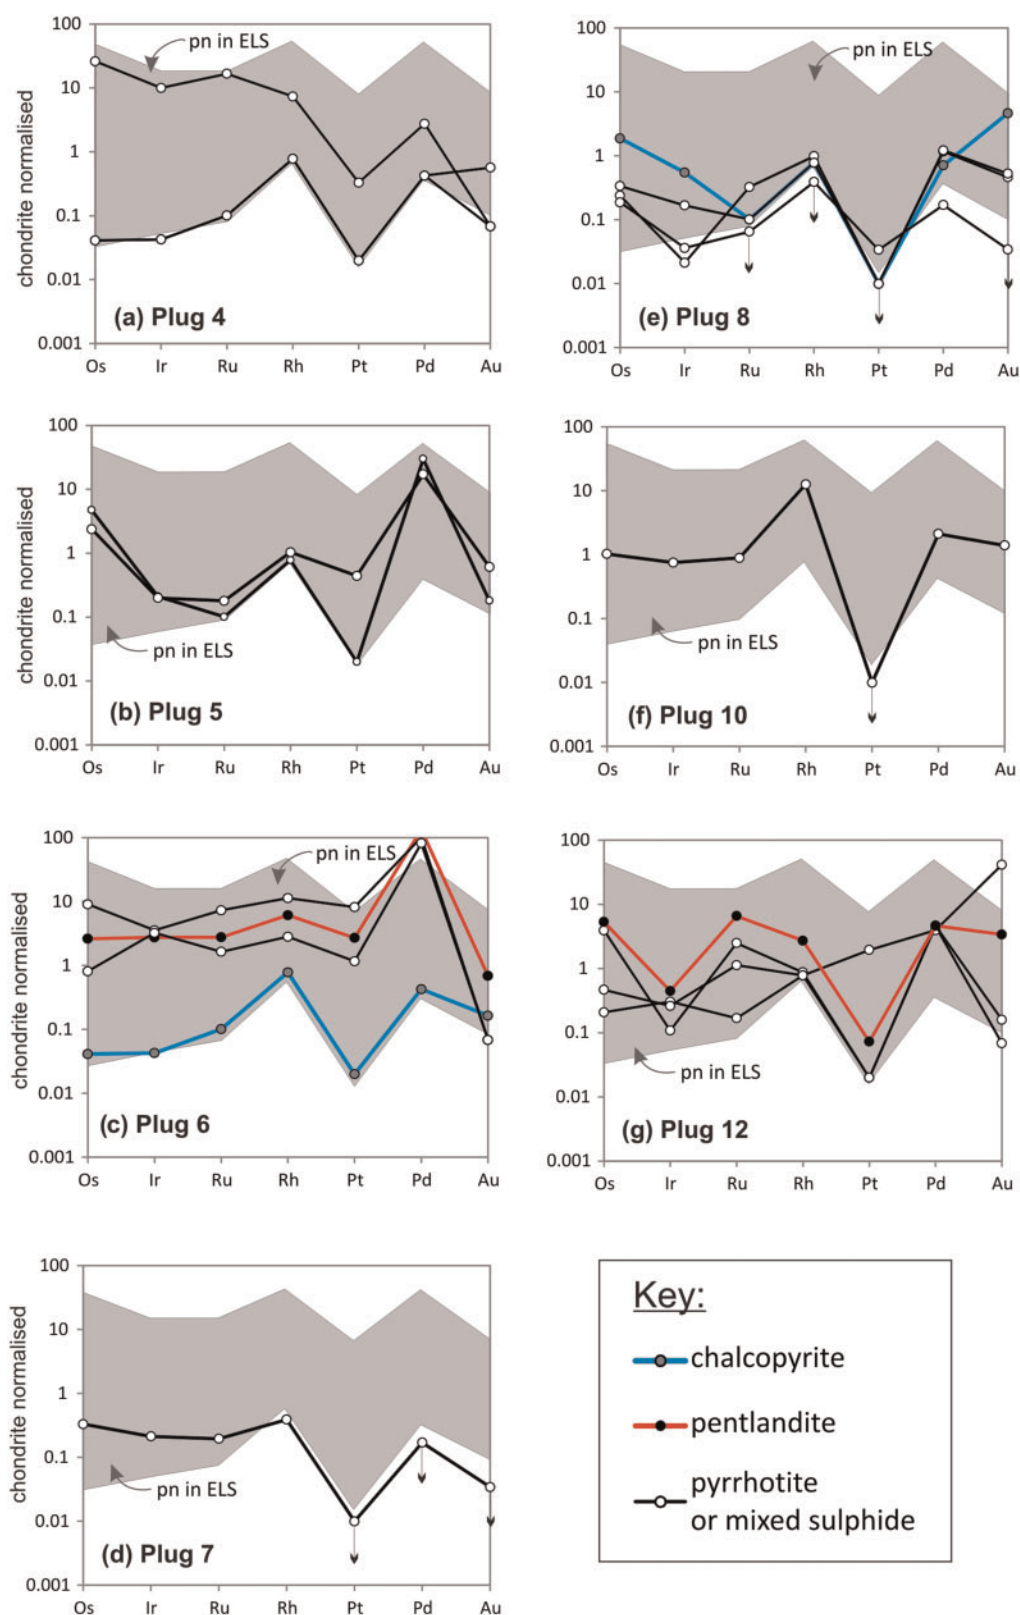 100
10
1
0.1
0.01
0.001
chondrite normalised
pn in ELS
(a) Plug 4
Os Ir Ru Rh Pt Pd Au
100
10
1
0.1
0.01
0.001
pn in ELS
(e) Plug 8
Os Ir Ru Rh Pt Pd Au
100
10
1
0.1
0.01
0.001
chondrite normalised
pn in ELS
(b) Plug 5
Os Ir Ru Rh Pt Pd Au
100
10
1
0.1
0.01
0.001
pn in ELS
(f) Plug 10
Os Ir Ru Rh Pt Pd Au
100
10
1
0.1
0.01
0.001
chondrite normalised
pn in ELS
(c) Plug 6
Os Ir Ru Rh Pt Pd Au
100
10
1
0.1
0.01
0.001
pn in ELS
(g) Plug 12
Os Ir Ru Rh Pt Pd Au
100
10
1
0.1
0.01
0.001
chondrite normalised
pn in ELS
(d) Plug 7
Os Ir Ru Rh Pt Pd Au
Key:
chalcopyrite
pentlandite
pyrrhotite
or mixed sulphide